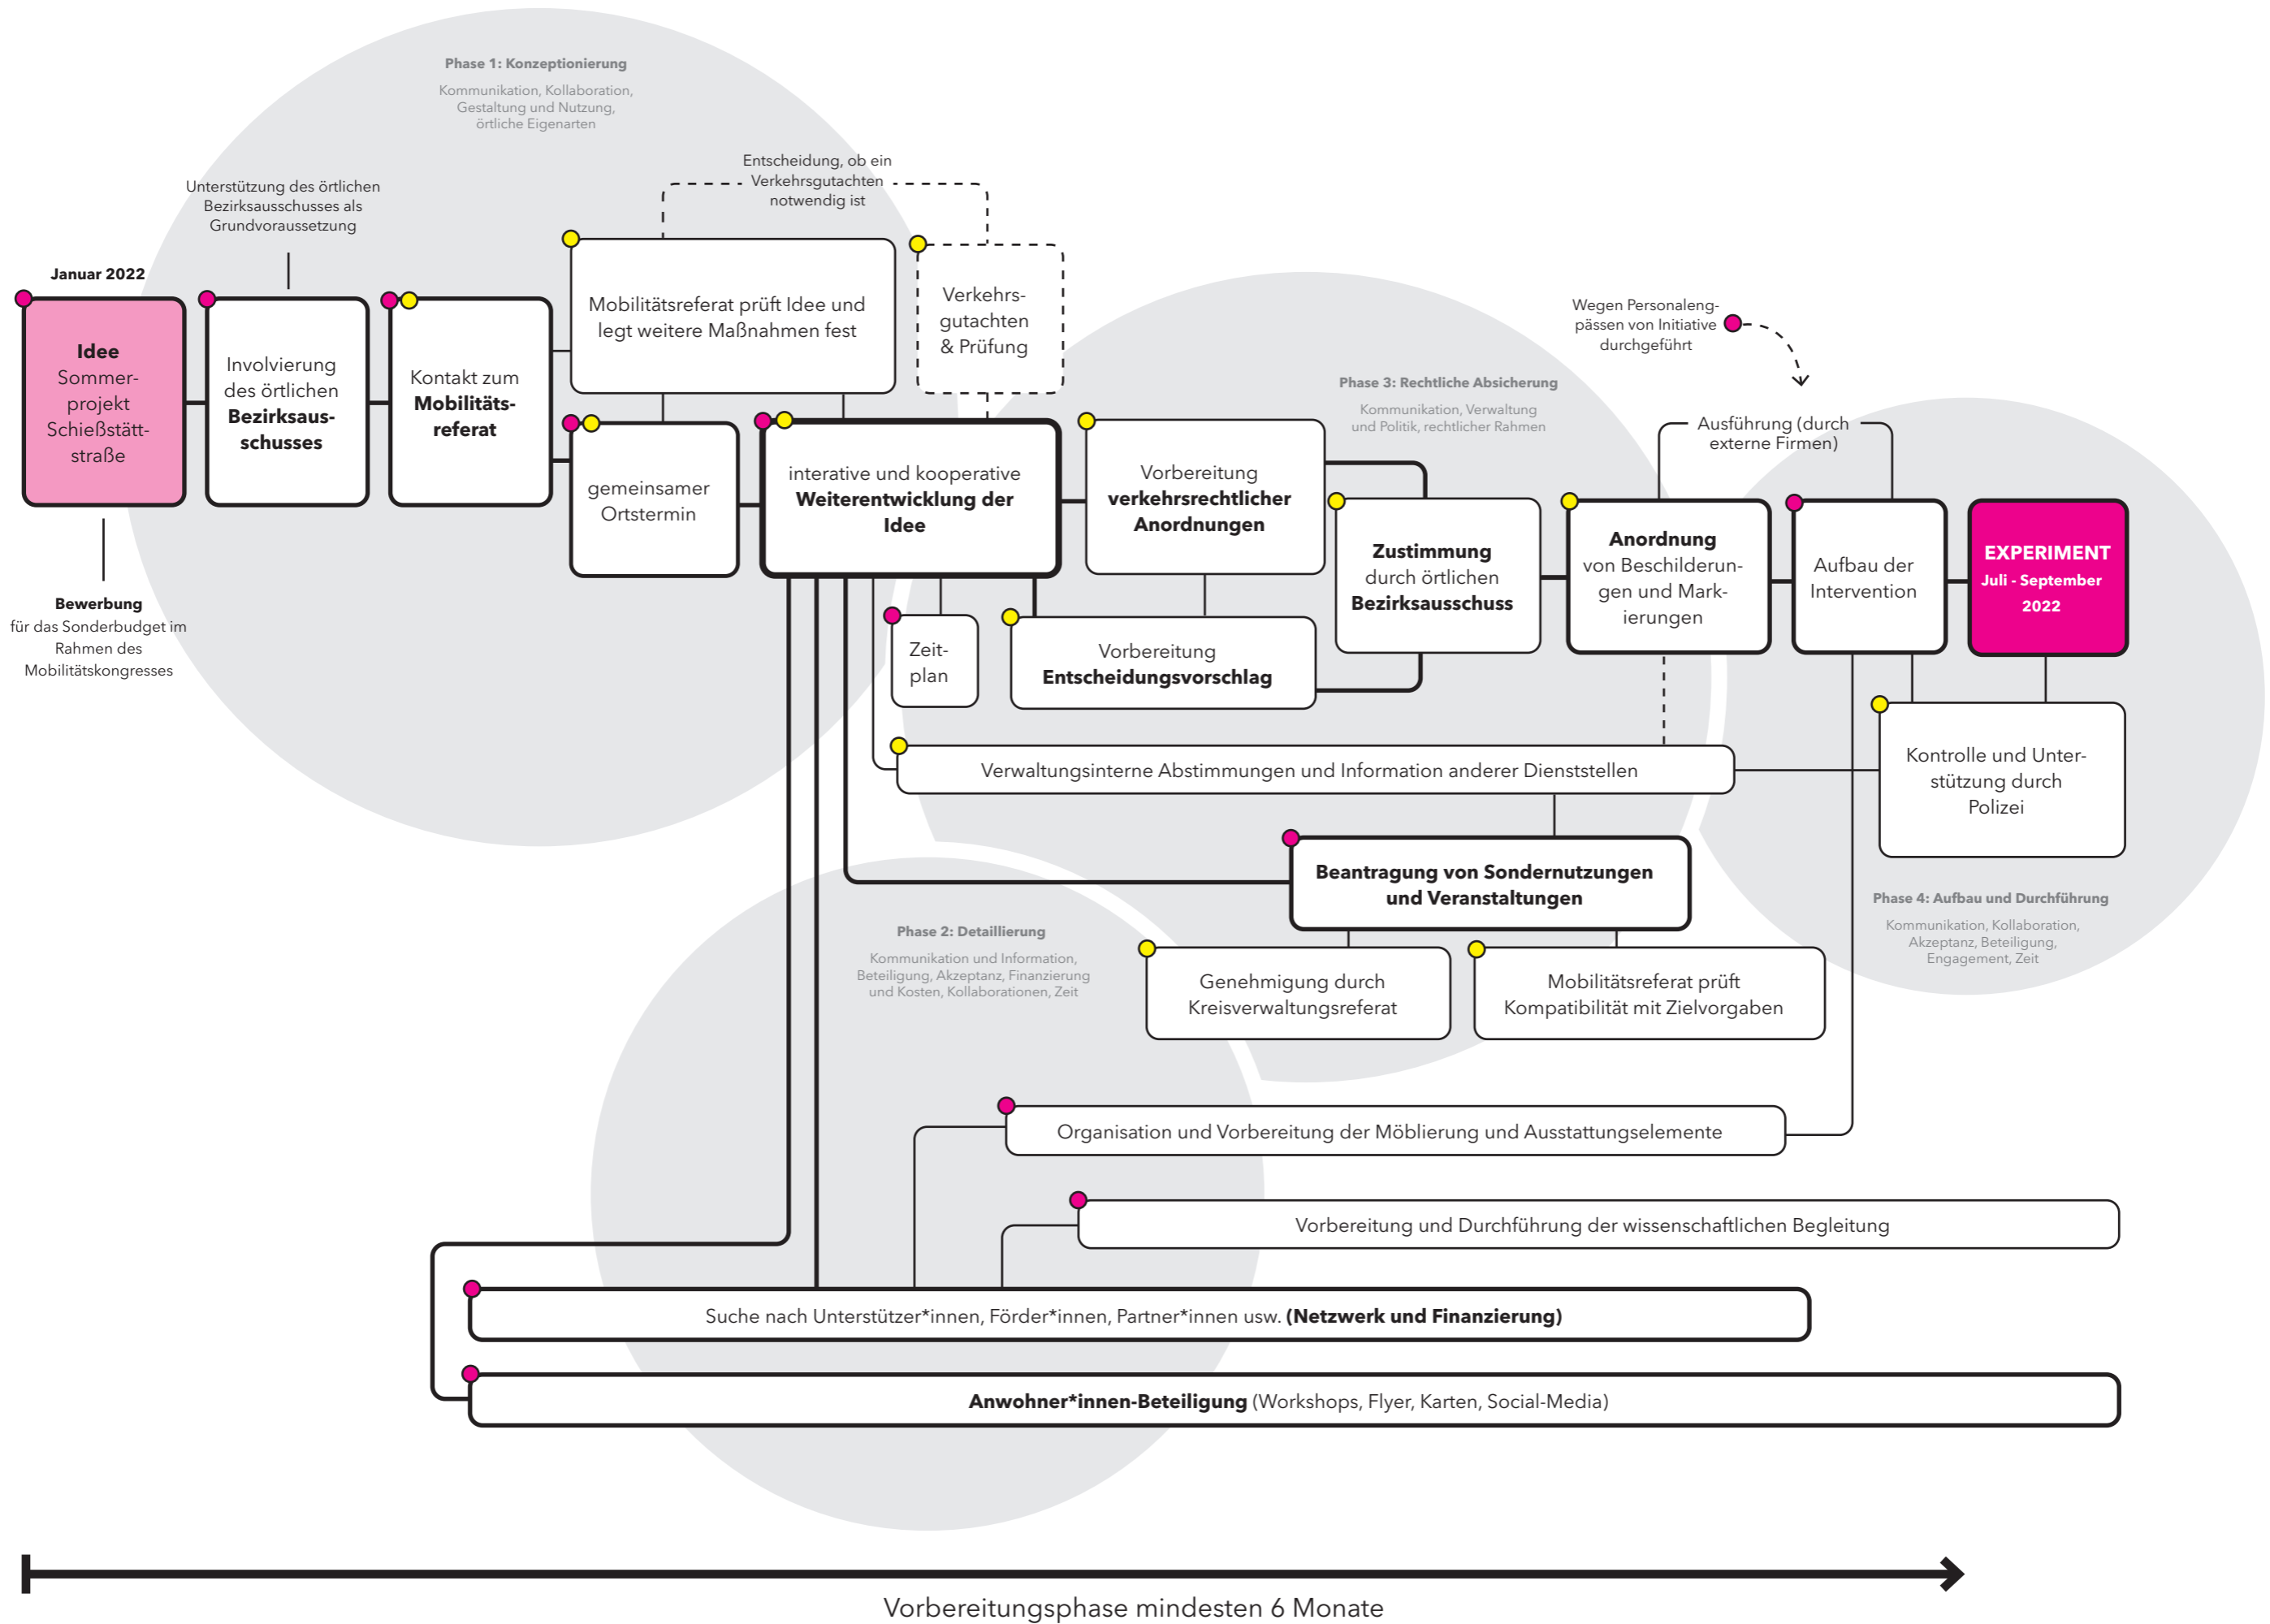 Phase 1: Konzeptionierung
Kommunikation, Kollaboration,
Gestaltung und Nutzung,
örtliche Eigenarten
Entscheidung, ob ein
Verkehrsgutachten
notwendig ist
Unterstützung des örtlichen
Bezirksausschusses als
Grundvoraussetzung
Januar 2022
Idee
Sommer-
projekt
Schießstätt-
straße
Bewerbung
für das Sonderbudget im
Rahmen des
Mobilitätskongresses
Involvierung
des örtlichen
Bezirksaus-
schusses
Kontakt zum
Mobilitäts-
referat
Mobilitätsreferat prüft Idee und
legt weitere Maßnahmen fest
Verkehrs-
gutachten
& Prüfung
gemeinsamer
Ortstermin
interative und kooperative
Weiterentwicklung der
Idee
Zeit-
plan
Phase 3: Rechtliche Absicherung
Kommunikation, Verwaltung
und Politik, rechtlicher Rahmen
Vorbereitung
verkehrsrechtlicher
Anordnungen
Vorbereitung
Entscheidungsvorschlag
Zustimmung
durch örtlichen
Bezirksausschuss
Wegen Personaleng-
pässen von Initiative
durchgeführt
Ausführung (durch
externe Firmen)
Anordnung
von Beschilderun-
gen und Mark-
ierungen
Aufbau der
Intervention
EXPERIMENT
Juli - September
2022
Verwaltungsinterne Abstimmungen und Information anderer Dienststellen
Kontrolle und Unter-
stützung durch
Polizei
Beantragung von Sondernutzungen
und Veranstaltungen
Phase 4: Aufbau und Durchführung
Kommunikation, Kollaboration,
Akzeptanz, Beteiligung,
Engagement, Zeit
Phase 2: Detaillierung
Kommunikation und Information,
Beteiligung, Akzeptanz, Finanzierung
und Kosten, Kollaborationen, Zeit
Genehmigung durch
Kreisverwaltungsreferat
Mobilitätsreferat prüft
Kompatibilität mit Zielvorgaben
Organisation und Vorbereitung der Möblierung und Ausstattungselemente
Vorbereitung und Durchführung der wissenschaftlichen Begleitung
Suche nach Unterstützer*innen, Förder*innen, Partner*innen usw. (Netzwerk und Finanzierung)
Anwohner*innen-Beteiligung (Workshops, Flyer, Karten, Social-Media)
Vorbereitungsphase mindesten 6 Monate